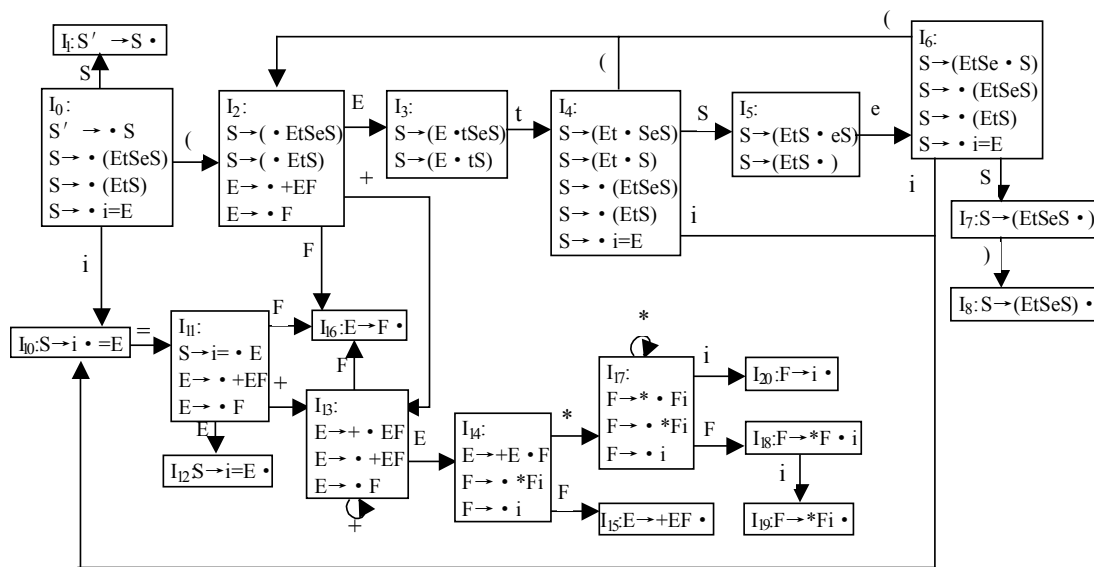 I₁:S′ →S •
S
I₀:
S′ → • S
S→ • (EtSeS)
S→ • (EtS)
S→ • i=E
(
i
I₂:
S→( • EtSeS)
S→( • EtS)
E→ • +EF
E→ • F
E
+
F
I₃:
S→(E •tSeS)
S→(E • tS)
t
(
(
I₄:
S→(Et • SeS)
S→(Et • S)
S→ • (EtSeS)
S→ • (EtS)
S→ • i=E
S
i
I₅:
S→(EtS • eS)
S→(EtS • )
e
I₆:
S→(EtSe • S)
S→ • (EtSeS)
S→ • (EtS)
S→ • i=E
i
S
I₇:S→(EtSeS • )
)
I₈:S→(EtSeS) •
I₁₀:S→i • =E
=
I₁₁:
S→i= • E
E→ • +EF
E→ • F
F
+
E
I₁₂:S→i=E •
I₁₆:E→F •
F
I₁₃:
E→+ • EF
E→ • +EF
E→ • F
+
E
I₁₄:
E→+E • F
F→ • *Fi
F→ • i
*
F
I₁₅:E→+EF •
*
I₁₇:
F→* • Fi
F→ • *Fi
F→ • i
i
F
I₂₀:F→i •
I₁₈:F→*F • i
i
I₁₉:F→*Fi •